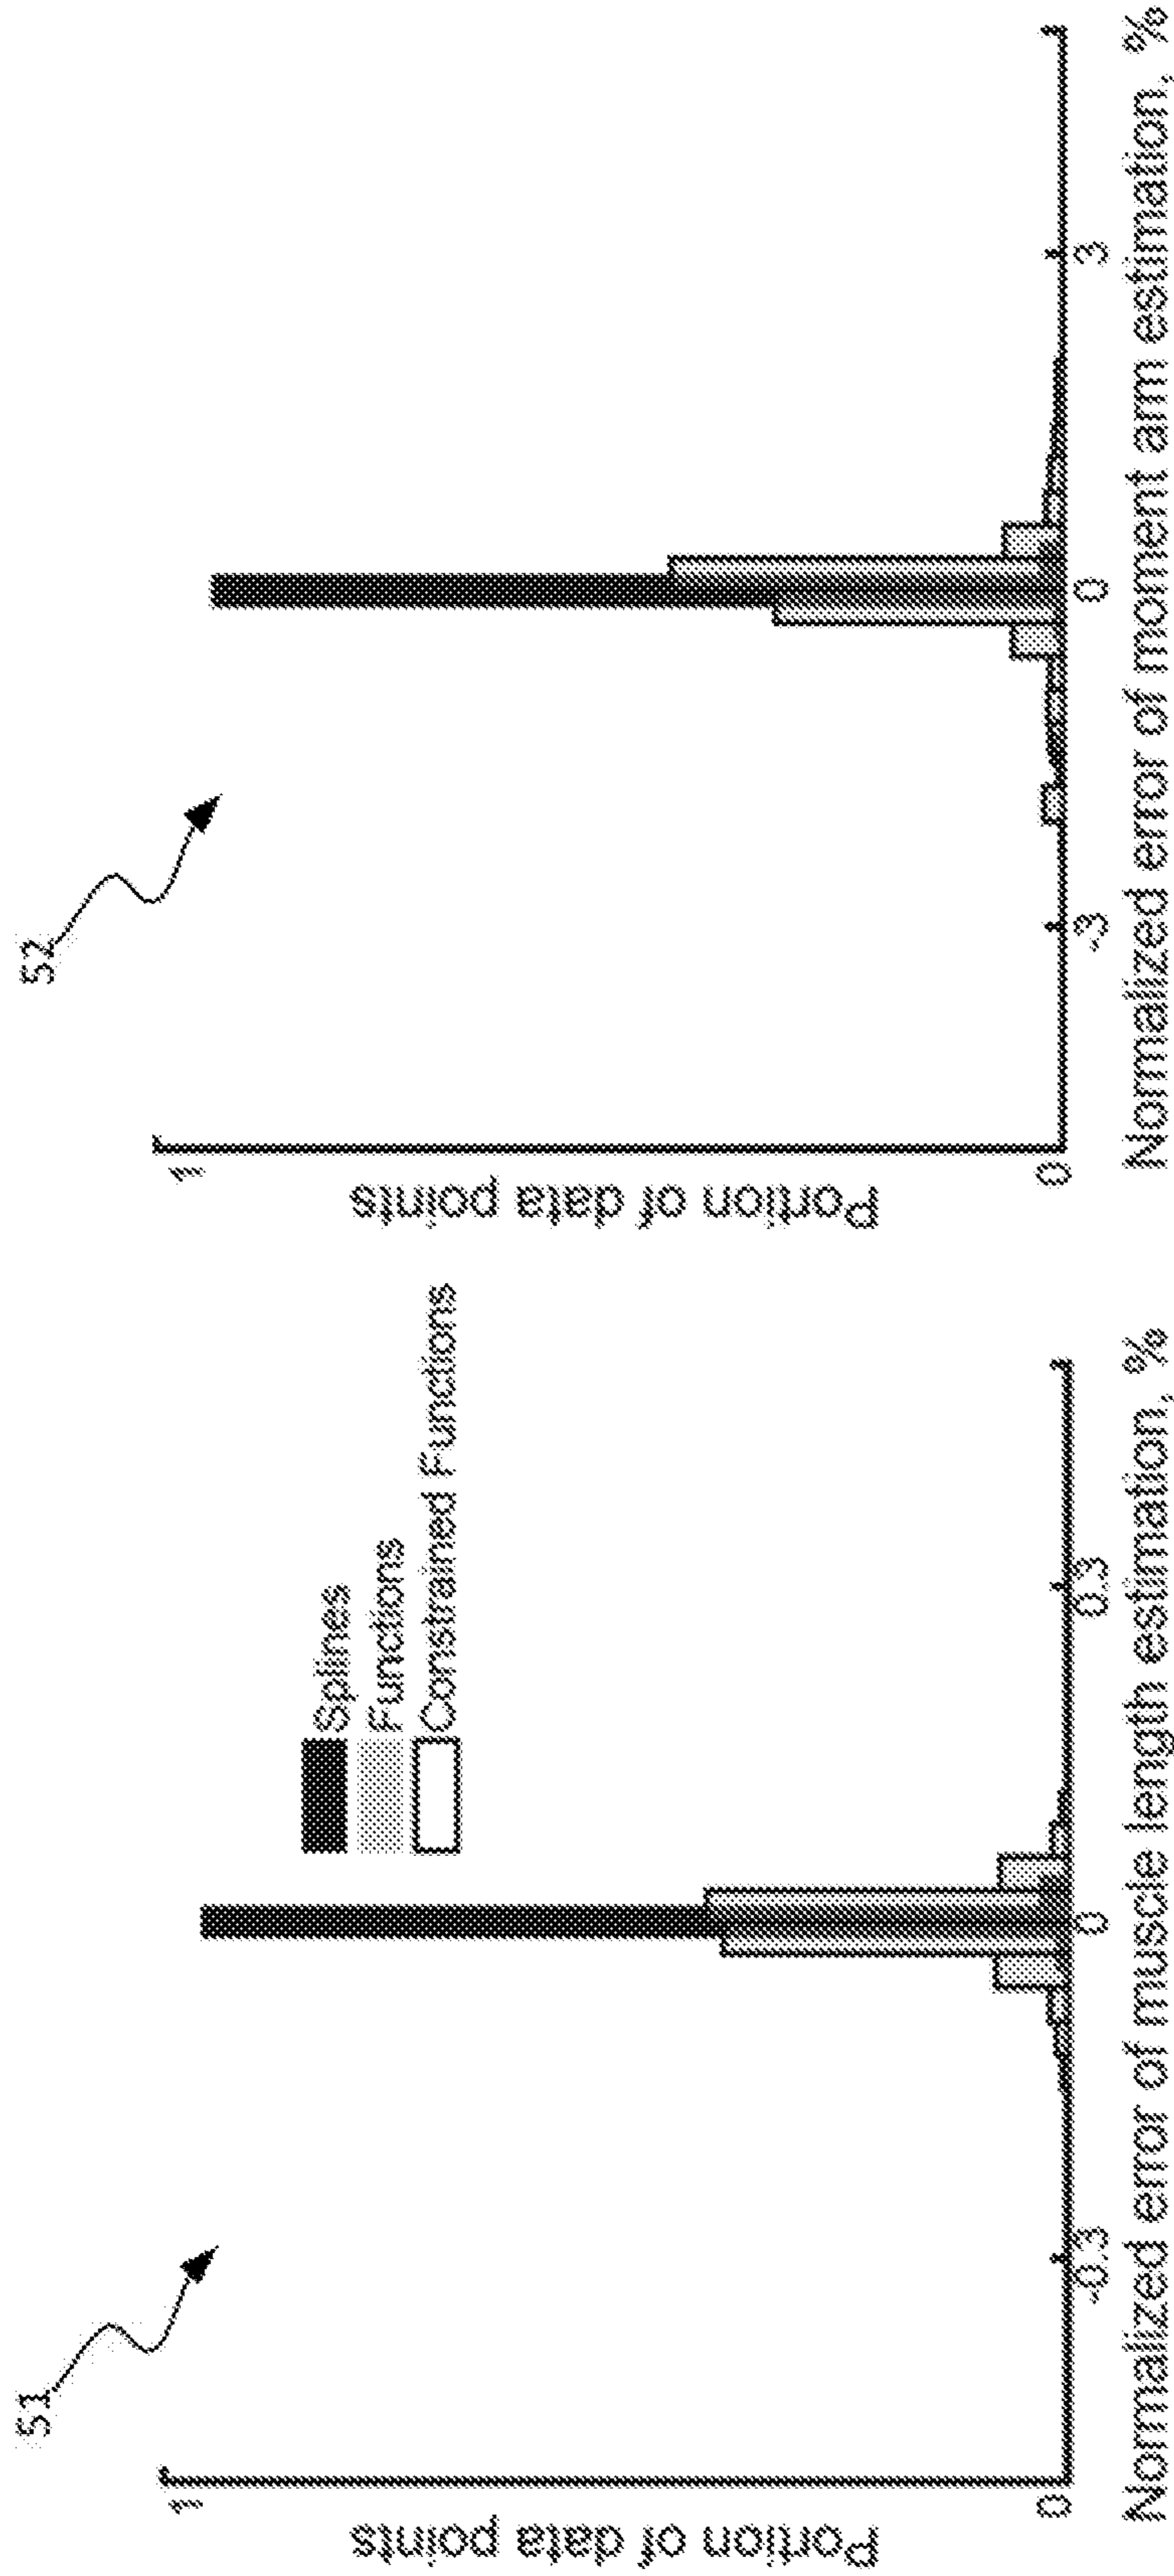 51
Portion of data points
1
0
-0.3
0
0.3
Normalized error of muscle length estimation, %
Splines
Functions
Constrained Functions
52
Portion of data points
1
0
-3
0
3
Normalized error of moment arm estimation, %